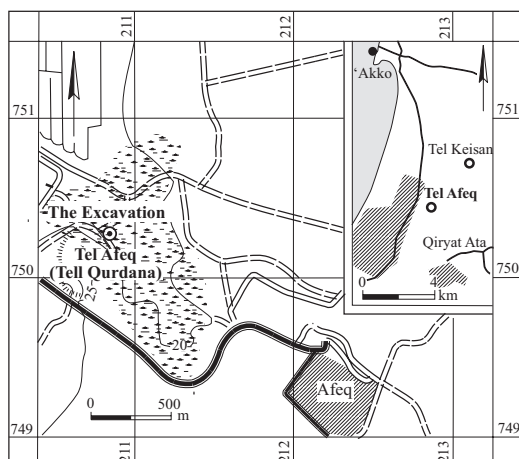 211
212
213
751
751
'Akko
Tel Keisan
Tel Afeq
The Excavation
Tel Afeq
(Tell Qurdana)
Qiryat Ata
750
750
25
0 4
km
20
Afeq
0 500
m
749
749
211
212
213